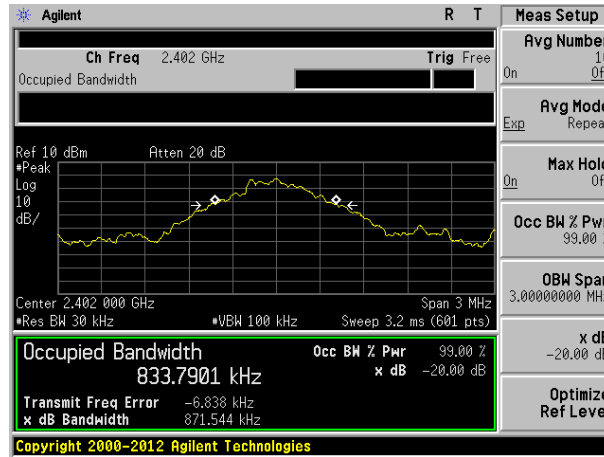 Agilent R T Meas Setup
Ch Freq 2.402 GHz Trig Free
Occupied Bandwidth
Ref 10 dBm Atten 20 dB
#Peak
Log
10
dB/
Center 2.402 000 GHz Span 3 MHz
#Res BW 30 kHz #VBW 100 kHz Sweep 3.2 ms (601 pts)
Occupied Bandwidth Occ BW % Pwr 99.00 %
833.7901 kHz x dB -20.00 dB
Transmit Freq Error -6.838 kHz
x dB Bandwidth 871.544 kHz
Copyright 2000-2012 Agilent Technologies
Avg Number
1
On Of
Avg Mode
Exp Repea
Max Hold
On Of
Occ BW % Pwr
99.00
OBW Span
3.00000000 MH
x dB
-20.00 d
Optimize
Ref Leve